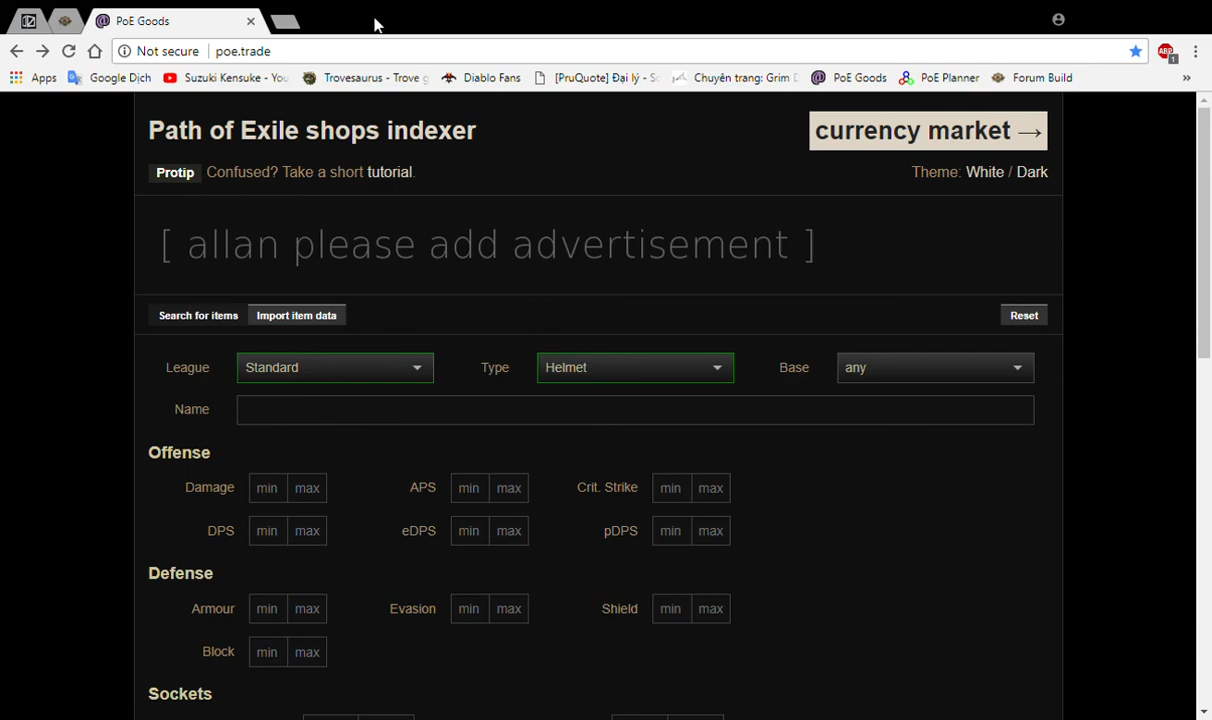 PoE Goods
Not secure poe.trade
ABP
1
Apps Google Dịch Suzuki Kensuke - You Trovesaurus - Trove g Diablo Fans [PruQuote] Đại lý - Sc Chuyên trang: Grim D PoE Goods PoE Planner Forum Build »
Path of Exile shops indexer currency market →
Protip Confused? Take a short tutorial. Theme: White / Dark
[ allan please add advertisement ]
Search for items Import item data Reset
League Standard Type Helmet Base any
Name
Offense
Damage min max APS min max Crit. Strike min max
DPS min max eDPS min max pDPS min max
Defense
Armour min max Evasion min max Shield min max
Block min max
Sockets